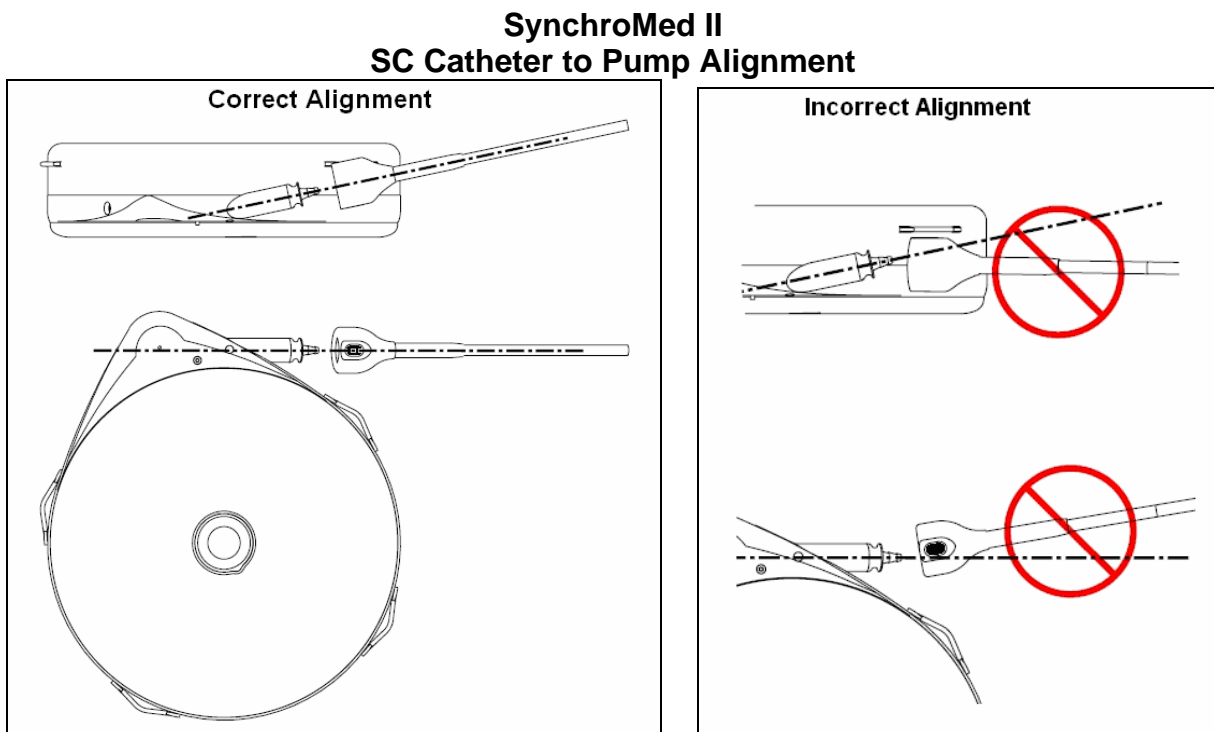 SynchroMed II
SC Catheter to Pump Alignment
Correct Alignment
Incorrect Alignment